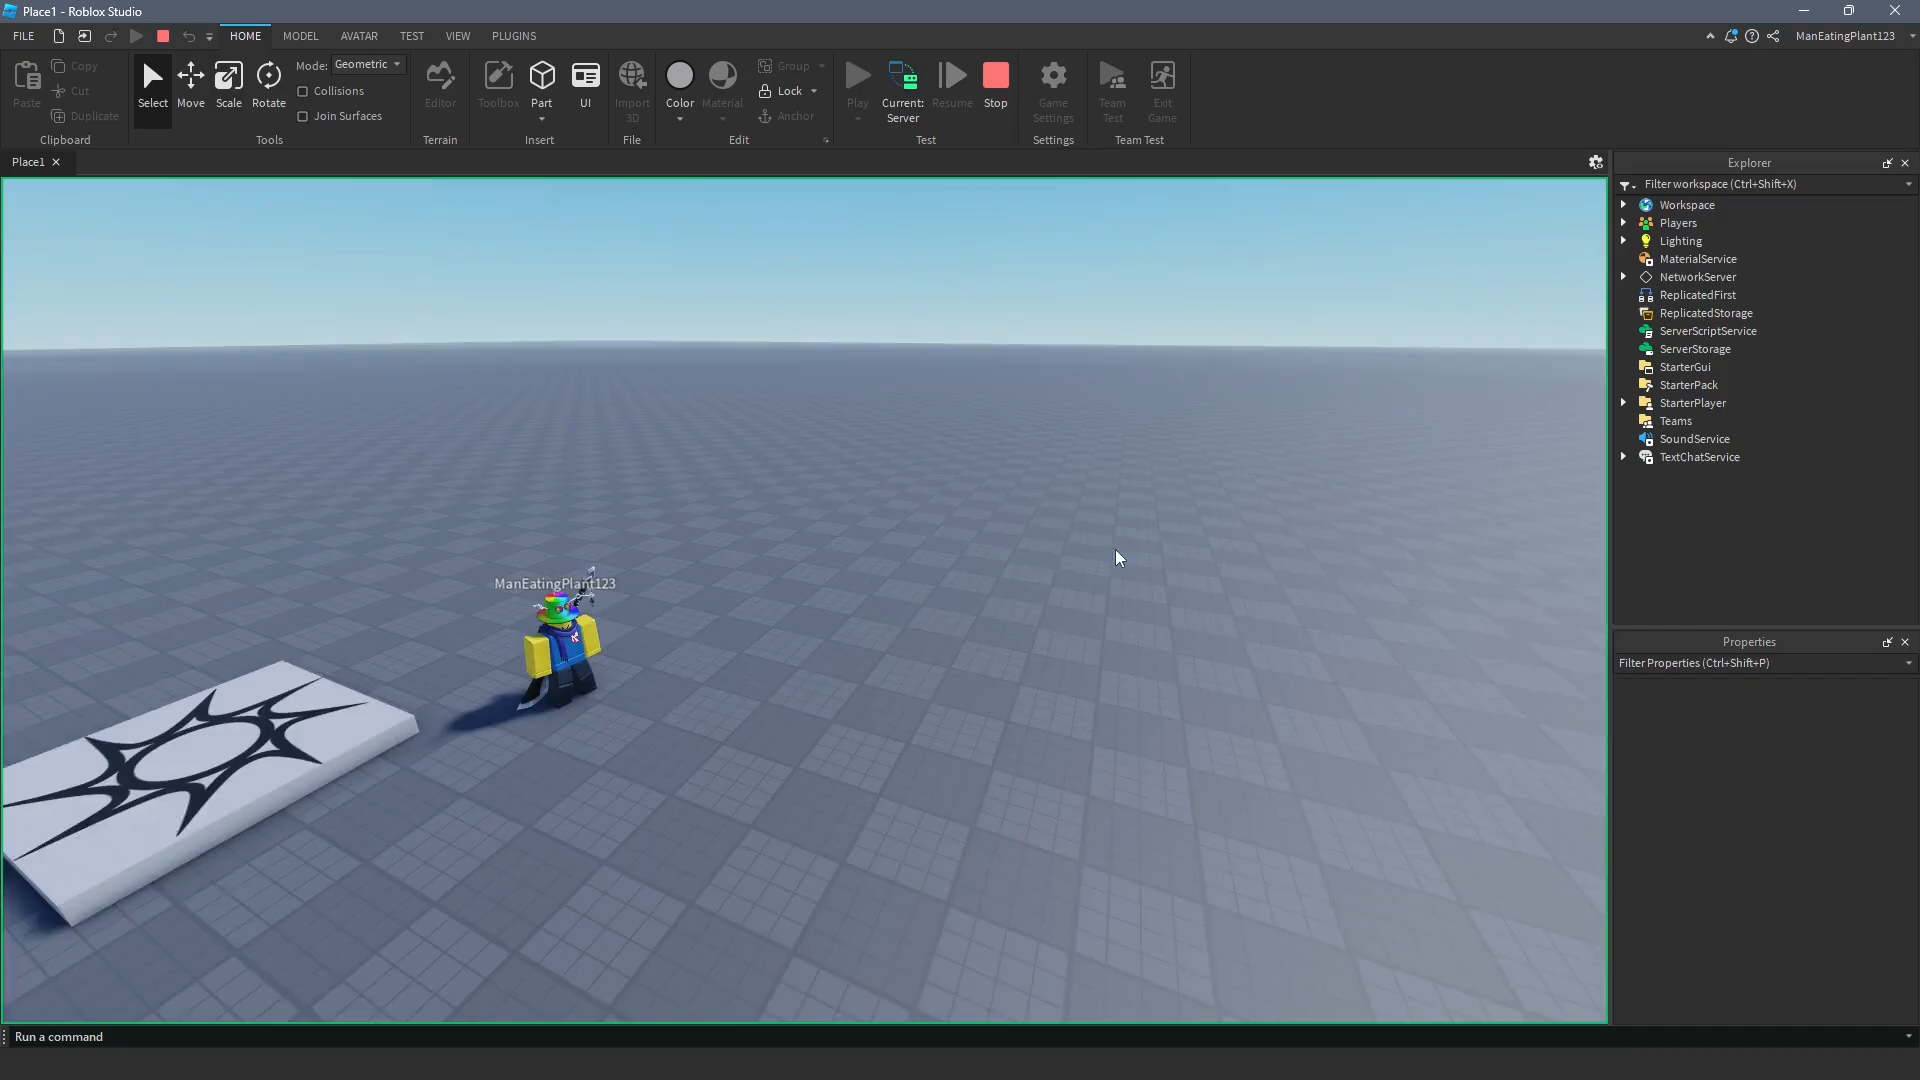 Place1 - Roblox Studio
FILE HOME MODEL AVATAR TEST VIEW PLUGINS ManEatingPlant123
Paste Copy Cut Duplicate
Clipboard
Select Move Scale Rotate
Mode: Geometric
Collisions
Join Surfaces
Tools
Editor
Terrain
Toolbox Part UI
Insert
Import 3D
File
Color Material Group Lock Anchor
Edit
Play Current: Server Resume Stop
Test
Game Settings
Settings
Team Test Exit Game
Team Test
Place1
ManEatingPlant123
Explorer
Filter workspace (Ctrl+Shift+X)
Workspace
Players
Lighting
MaterialService
NetworkServer
ReplicatedFirst
ReplicatedStorage
ServerScriptService
ServerStorage
StarterGui
StarterPack
StarterPlayer
Teams
SoundService
TextChatService
Properties
Filter Properties (Ctrl+Shift+P)
Run a command